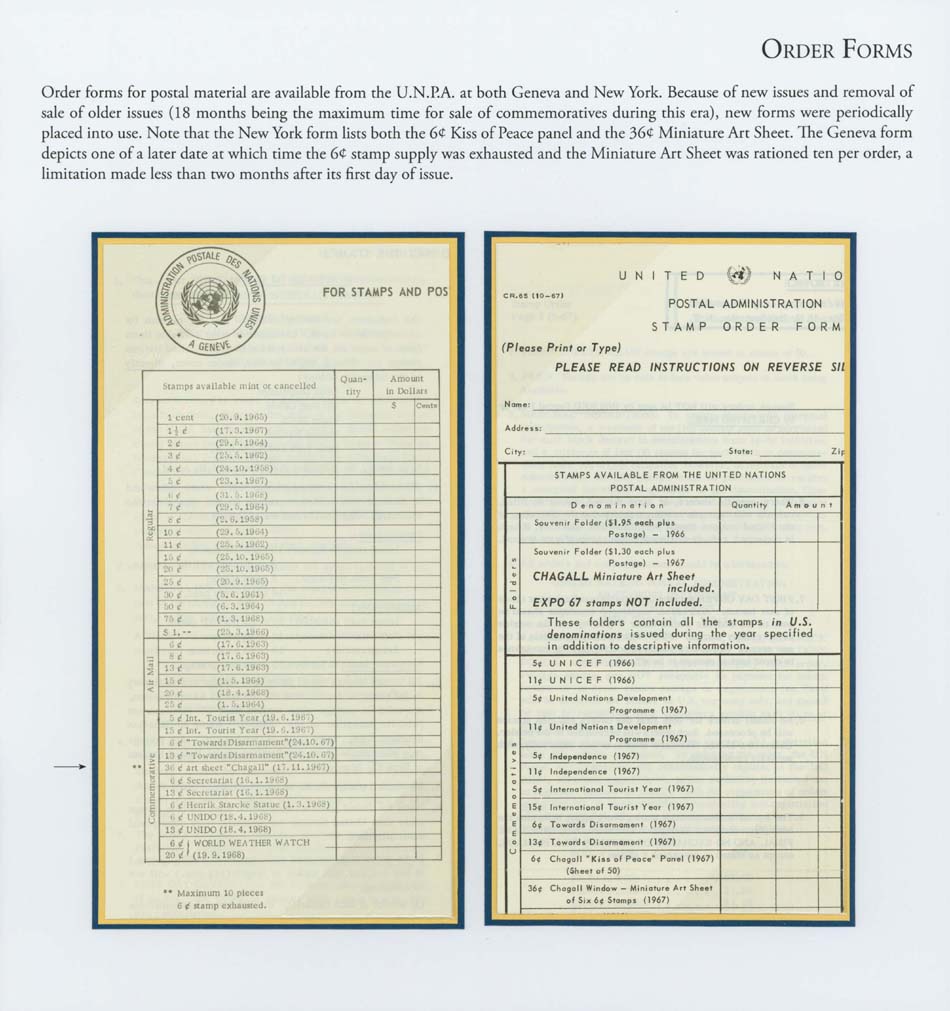 ORDER FORMS
Order forms for postal material are available from the U.N.P.A. at both Geneva and New York. Because of new issues and removal of
sale of older issues (18 months being the maximum time for sale of commemoratives during this era), new forms were periodically
placed into use. Note that the New York form lists both the 6¢ Kiss of Peace panel and the 36¢ Miniature Art Sheet. The Geneva form
depicts one of a later date at which time the 6¢ stamp supply was exhausted and the Miniature Art Sheet was rationed ten per order, a
limitation made less than two months after its first day of issue.
ADMINISTRATION POSTALE DES NATIONS UNIES
* A GENÈVE *
FOR STAMPS AND POS
Stamps available mint or cancelled
Quan-
tity
Amount
in Dollars
$ Cents
Regular
1 cent (20.9.1965)
1½ ¢ (17.3.1967)
2 ¢ (29.5.1964)
3 ¢ (25.5.1962)
4 ¢ (24.10.1958)
5 ¢ (23.1.1967)
6 ¢ (31.5.1968)
7 ¢ (29.5.1964)
8 ¢ (2.6.1958)
10 ¢ (29.5.1964)
11 ¢ (25.5.1962)
15 ¢ (25.10.1965)
20 ¢ (25.10.1965)
25 ¢ (20.9.1965)
30 ¢ (5.6.1961)
50 ¢ (6.3.1964)
75 ¢ (1.3.1968)
$ 1,-- (25.3.1966)
Air Mail
6 ¢ (17.6.1963)
8 ¢ (17.6.1963)
13 ¢ (17.6.1963)
15 ¢ (1.5.1964)
20 ¢ (18.4.1968)
25 ¢ (1.5.1964)
Commemorative
5 ¢ Int. Tourist Year (19.6.1967)
15 ¢ Int. Tourist Year (19.6.1967)
6 ¢ "Towards Disarmament"(24.10.67)
13 ¢ "Towards Disarmament"(24.10.67)
** 36 ¢ art sheet "Chagall" (17.11.1967)
6 ¢ Secretariat (16.1.1968)
13 ¢ Secretariat (16.1.1968)
6 ¢ Henrik Starcke Statue (1.3.1968)
6 ¢ UNIDO (18.4.1968)
13 ¢ UNIDO (18.4.1968)
6 ¢ WORLD WEATHER WATCH
20 ¢ (19.9.1968)
** Maximum 10 pieces
6 ¢ stamp exhausted.
UNITED NATIO
CR.65 (10-67)
POSTAL ADMINISTRATION
STAMP ORDER FORM
(Please Print or Type)
PLEASE READ INSTRUCTIONS ON REVERSE SI
Name:
Address:
City: State: Zip
STAMPS AVAILABLE FROM THE UNITED NATIONS
POSTAL ADMINISTRATION
Denomination Quantity Amount
Folders
Souvenir Folder ($1.95 each plus
Postage) — 1966
Souvenir Folder ($1.30 each plus
Postage) — 1967
CHAGALL Miniature Art Sheet
included.
EXPO 67 stamps NOT included.
These folders contain all the stamps in U.S.
denominations issued during the year specified
in addition to descriptive information.
Commemoratives
5¢ UNICEF (1966)
11¢ UNICEF (1966)
5¢ United Nations Development
Programme (1967)
11¢ United Nations Development
Programme (1967)
5¢ Independence (1967)
11¢ Independence (1967)
5¢ International Tourist Year (1967)
15¢ International Tourist Year (1967)
6¢ Towards Disarmament (1967)
13¢ Towards Disarmament (1967)
6¢ Chagall "Kiss of Peace" Panel (1967)
(Sheet of 50)
36¢ Chagall Window — Miniature Art Sheet
of Six 6¢ Stamps (1967)